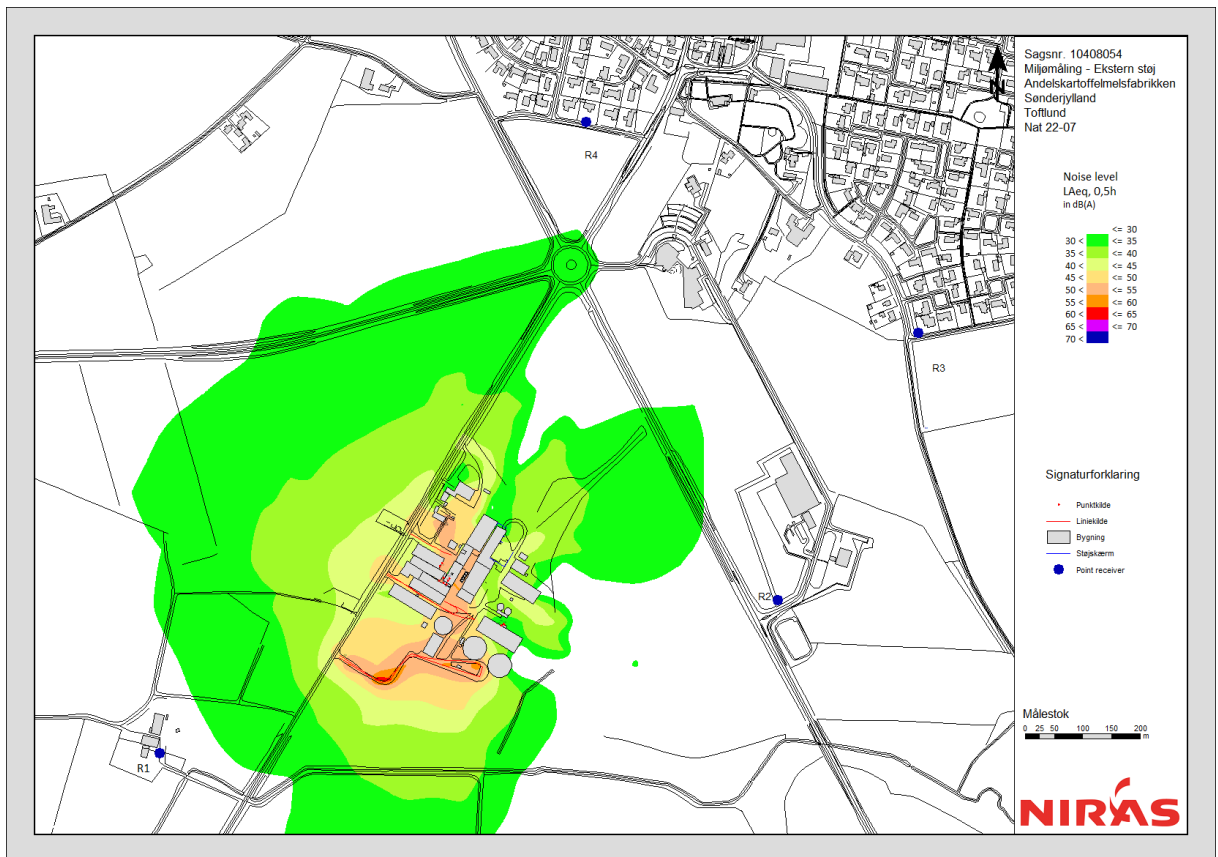 Sagsnr. 10408054
Miljømåling - Ekstern støj
Andelskartoffelmelsfabrikken
Sønderjylland
Toftlund
Nat 22-07
N
Noise level
LAeq, 0,5h
in dB(A)
<= 30
30 < <= 35
35 < <= 40
40 < <= 45
45 < <= 50
50 < <= 55
55 < <= 60
60 < <= 65
65 < <= 70
70 <
R4
R3
R2
R1
Signaturforklaring
Punktkilde
Liniekilde
Bygning
Støjskærm
Point receiver
Målestok
0 25 50 100 150 200
m
NIRAS